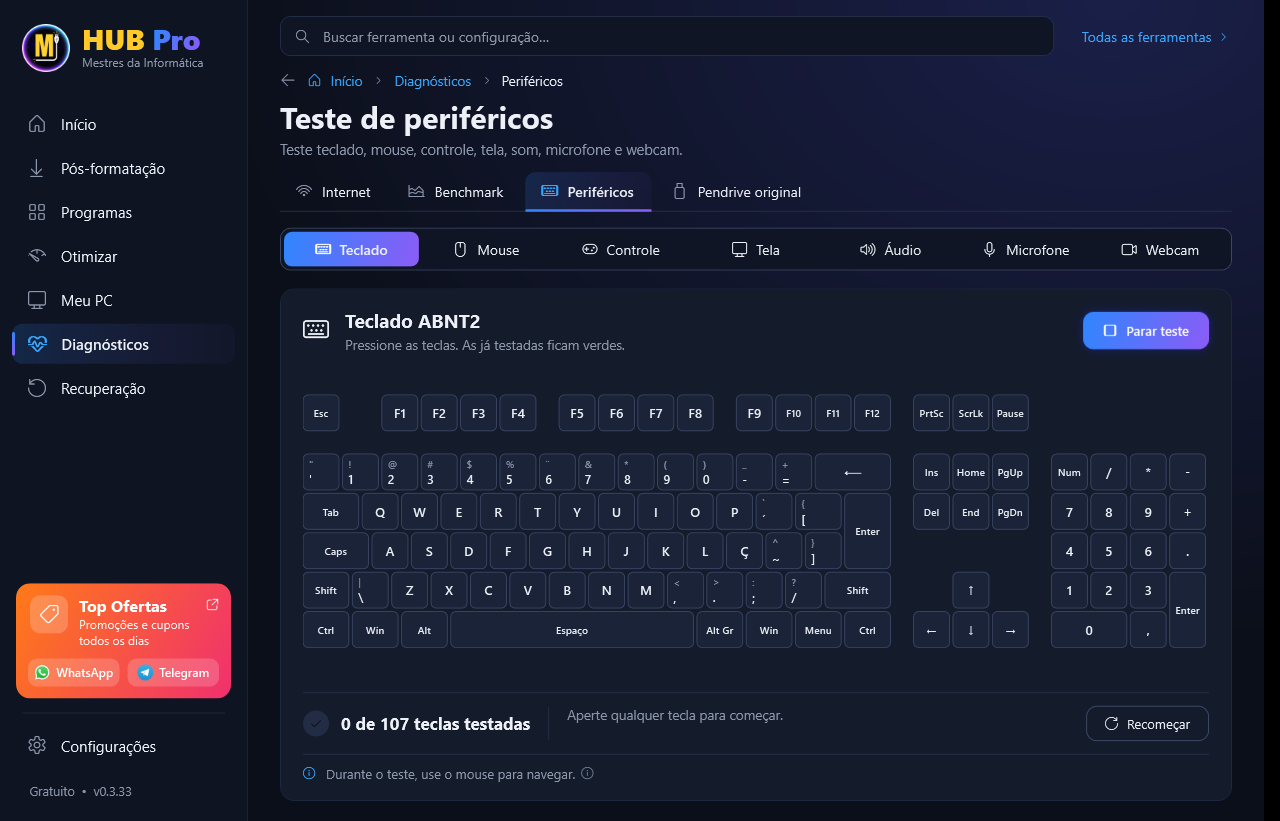 HUB Pro
Mestres da Informática
Buscar ferramenta ou configuração...
Todas as ferramentas
Início
Diagnósticos
Periféricos
Teste de periféricos
Teste teclado, mouse, controle, tela, som, microfone e webcam.
Internet
Benchmark
Periféricos
Pendrive original
Teclado
Mouse
Controle
Tela
Áudio
Microfone
Webcam
Início
Pós-formatação
Programas
Otimizar
Meu PC
Diagnósticos
Recuperação
Top Ofertas
Promoções e cupons
todos os dias
WhatsApp
Telegram
Configurações
Gratuito • v0.3.33
Teclado ABNT2
Pressione as teclas. As já testadas ficam verdes.
Parar teste
Esc F1 F2 F3 F4 F5 F6 F7 F8 F9 F10 F11 F12 PrtSc ScrLk Pause
" ! @ # $ % ¨ & * ( ) _ +
' 1 2 3 4 5 6 7 8 9 0 - = ← Ins Home PgUp Num / * -
Tab Q W E R T Y U I O P ` ´ { [ Enter Del End PgDn 7 8 9 +
Caps A S D F G H J K L Ç ^ ~ } ] 4 5 6 .
Shift | \ Z X C V B N M < , > . : ; ? / Shift ↑ 1 2 3 Enter
Ctrl Win Alt Espaço Alt Gr Win Menu Ctrl ← ↓ → 0 ,
0 de 107 teclas testadas
Aperte qualquer tecla para começar.
Recomeçar
Durante o teste, use o mouse para navegar.